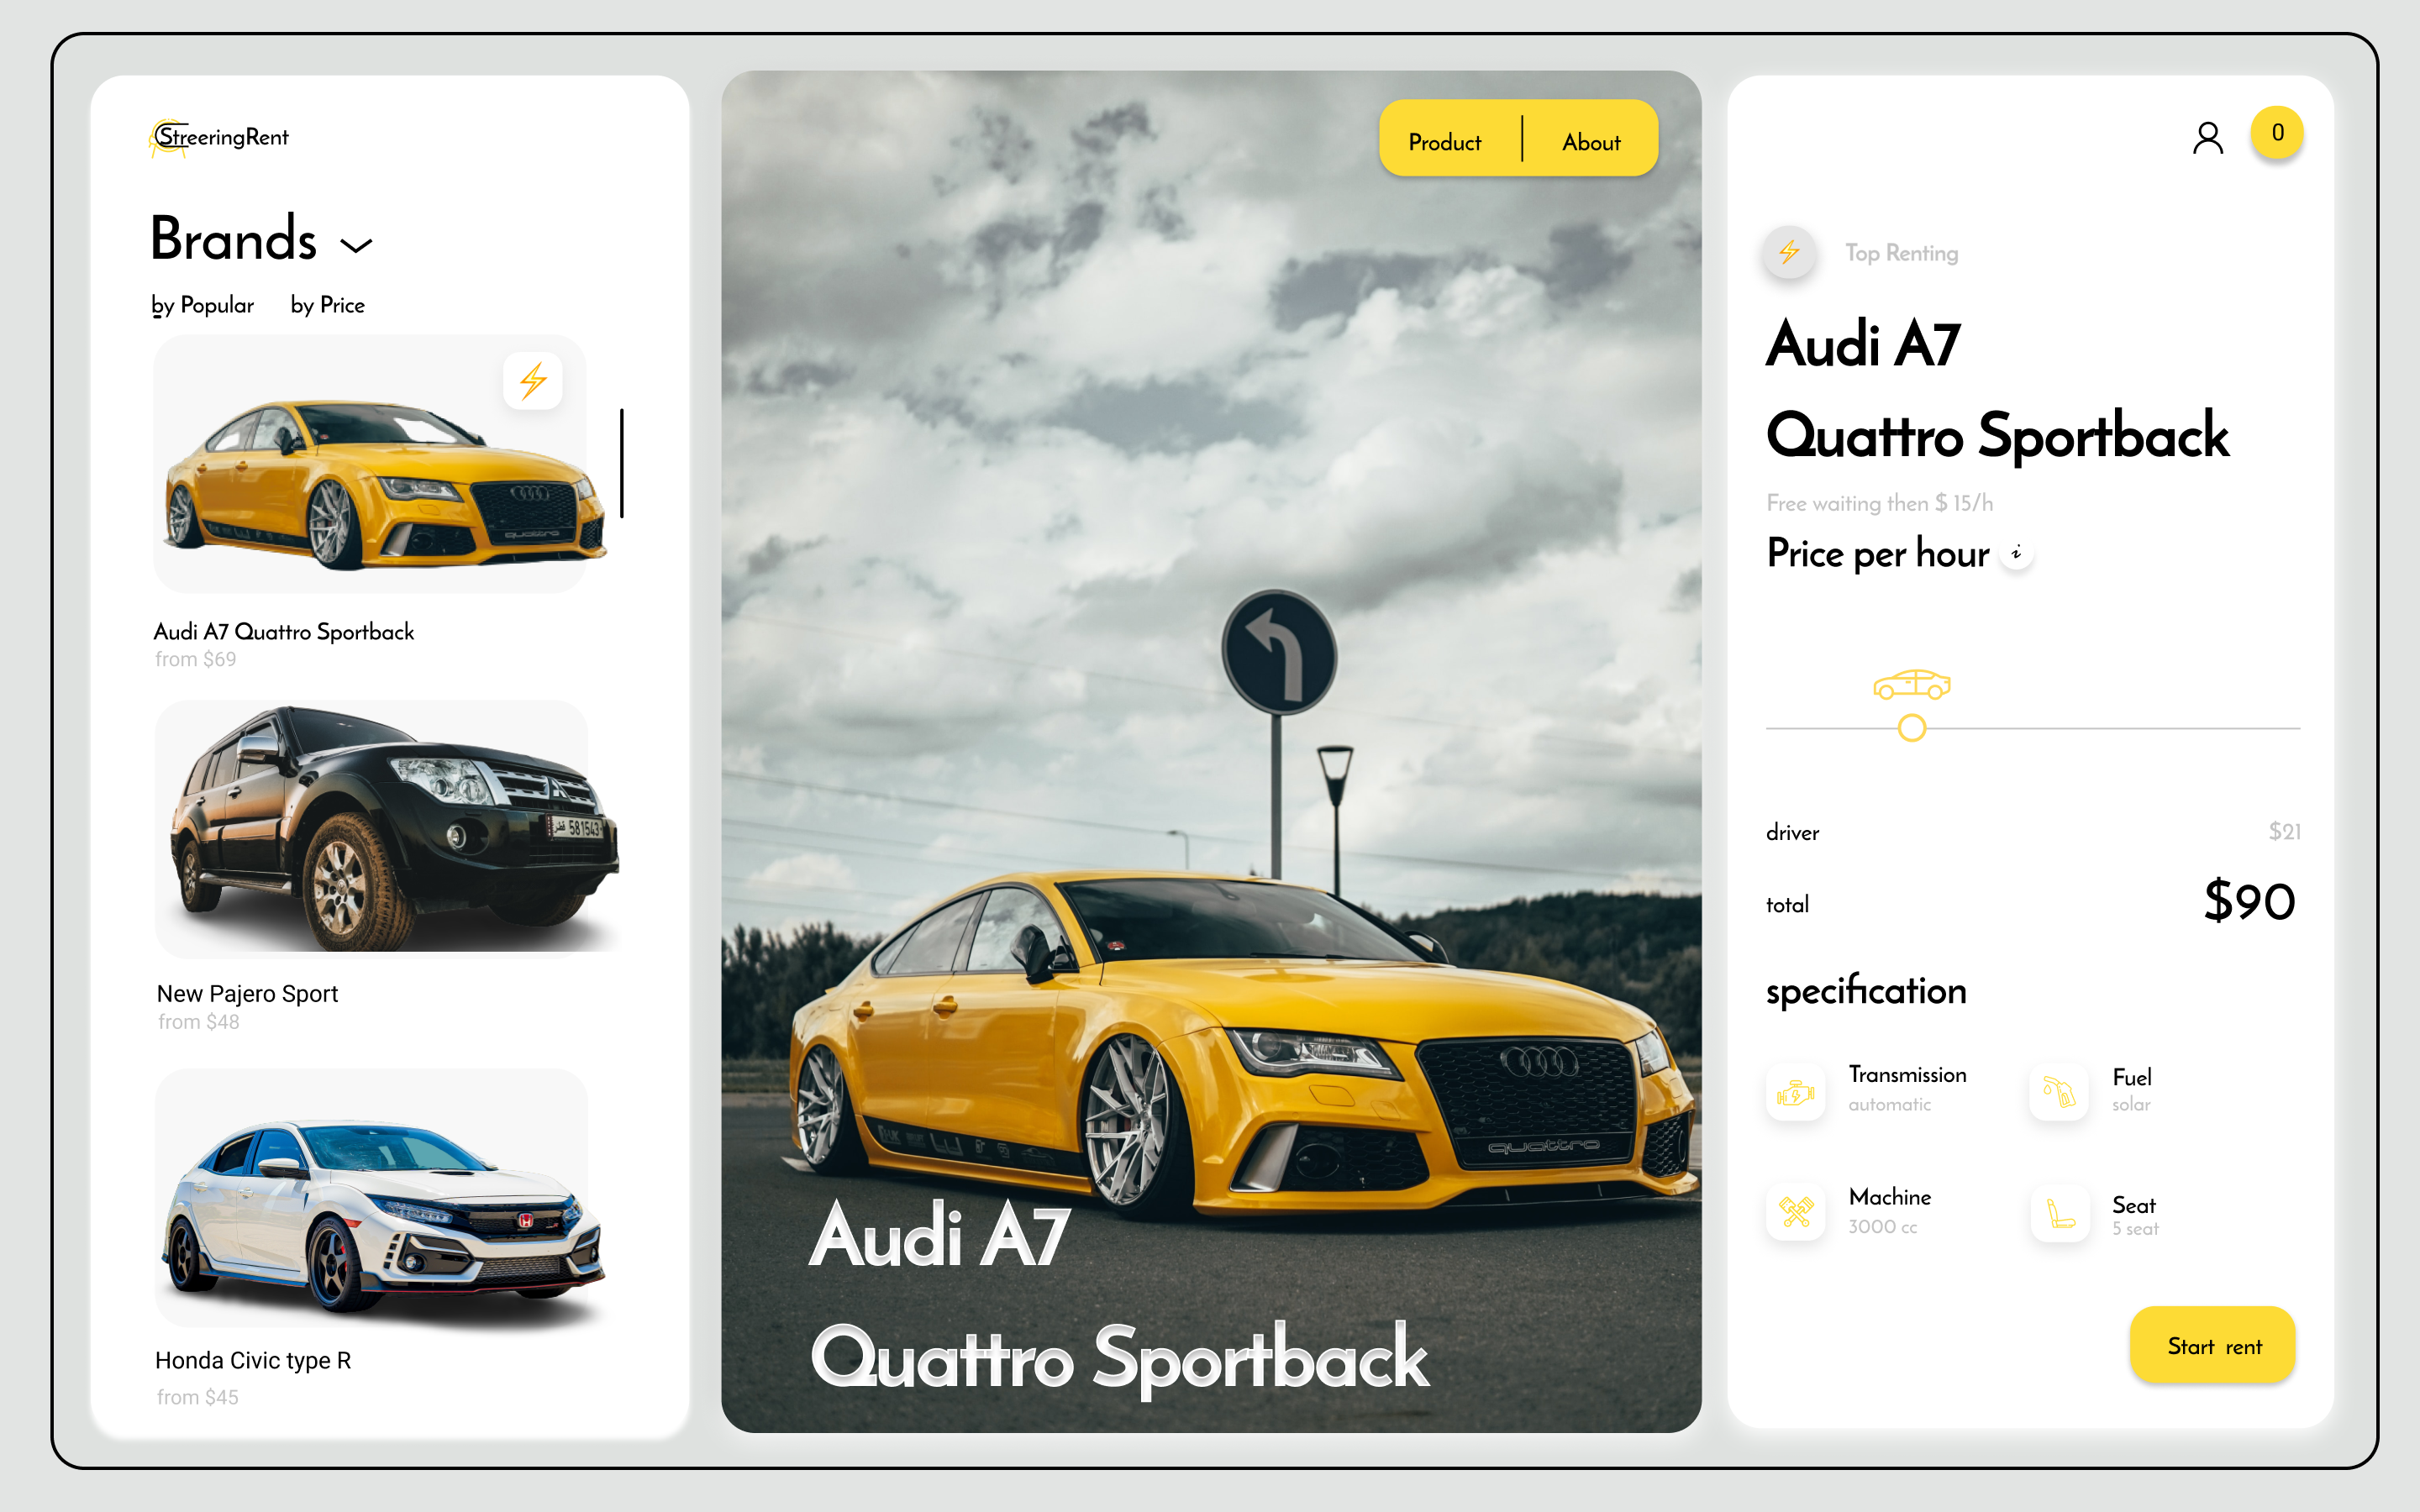 StreeringRent
Brands
by Popular by Price
quattro
Audi A7 Quattro Sportback
from $69
581543
New Pajero Sport
from $48
Honda Civic type R
from $45
Product | About
quattro
Audi A7
Quattro Sportback
0
Top Renting
Audi A7
Quattro Sportback
Free waiting then $ 15/h
Price per hour i
driver $21
total $90
specification
Transmission
automatic
Fuel
solar
Machine
3000 cc
Seat
5 seat
Start rent